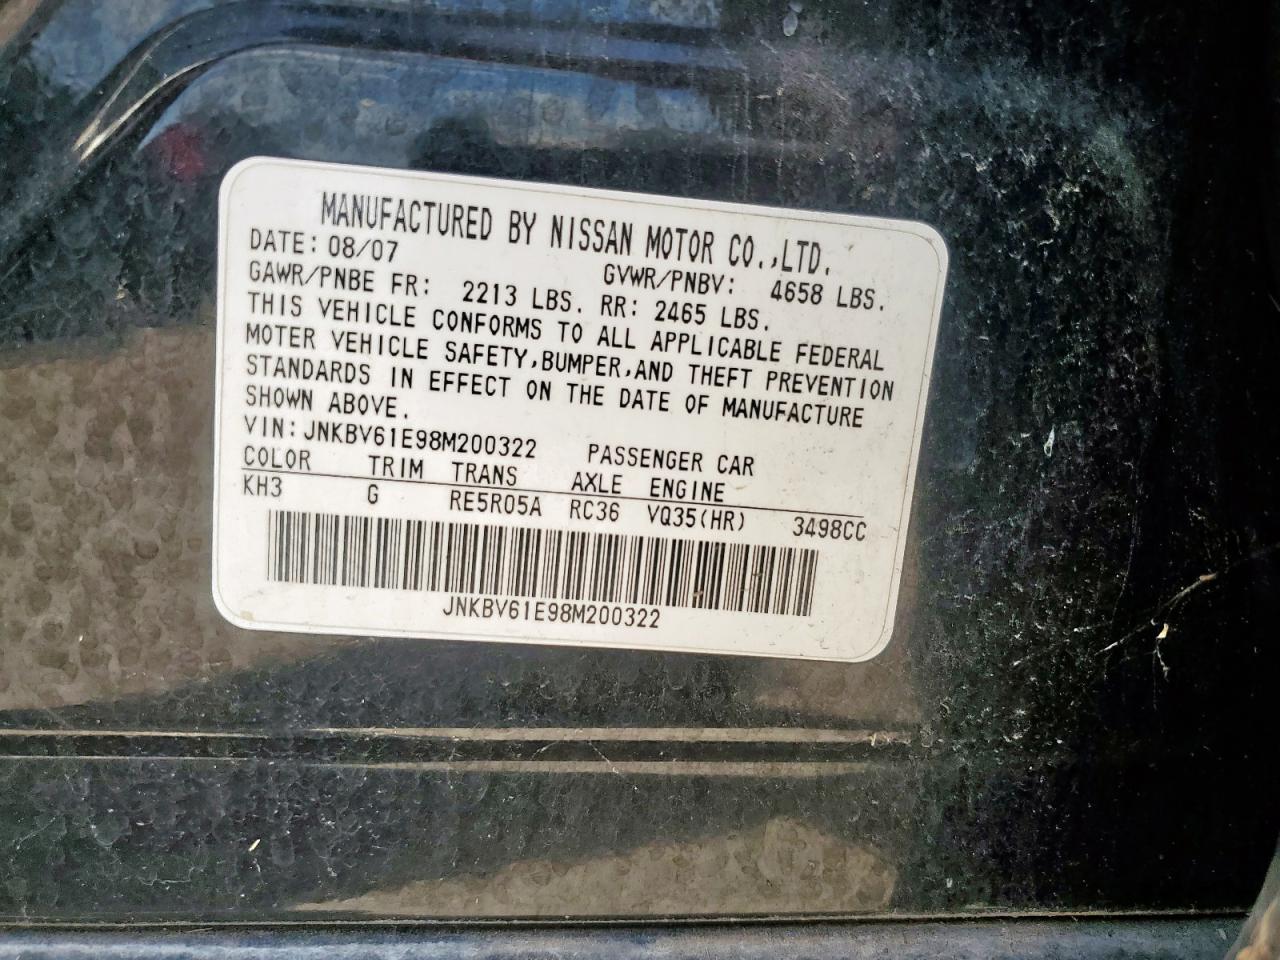 MANUFACTURED BY NISSAN MOTOR CO.,LTD.
DATE: 08/07 GVWR/PNBV: 4658 LBS.
GAWR/PNBE FR: 2213 LBS. RR: 2465 LBS.
THIS VEHICLE CONFORMS TO ALL APPLICABLE FEDERAL
MOTER VEHICLE SAFETY,BUMPER,AND THEFT PREVENTION
STANDARDS IN EFFECT ON THE DATE OF MANUFACTURE
SHOWN ABOVE.
VIN:JNKBV61E98M200322 PASSENGER CAR
COLOR TRIM TRANS AXLE ENGINE
KH3 G RE5R05A RC36 VQ35(HR) 3498CC
JNKBV61E98M200322